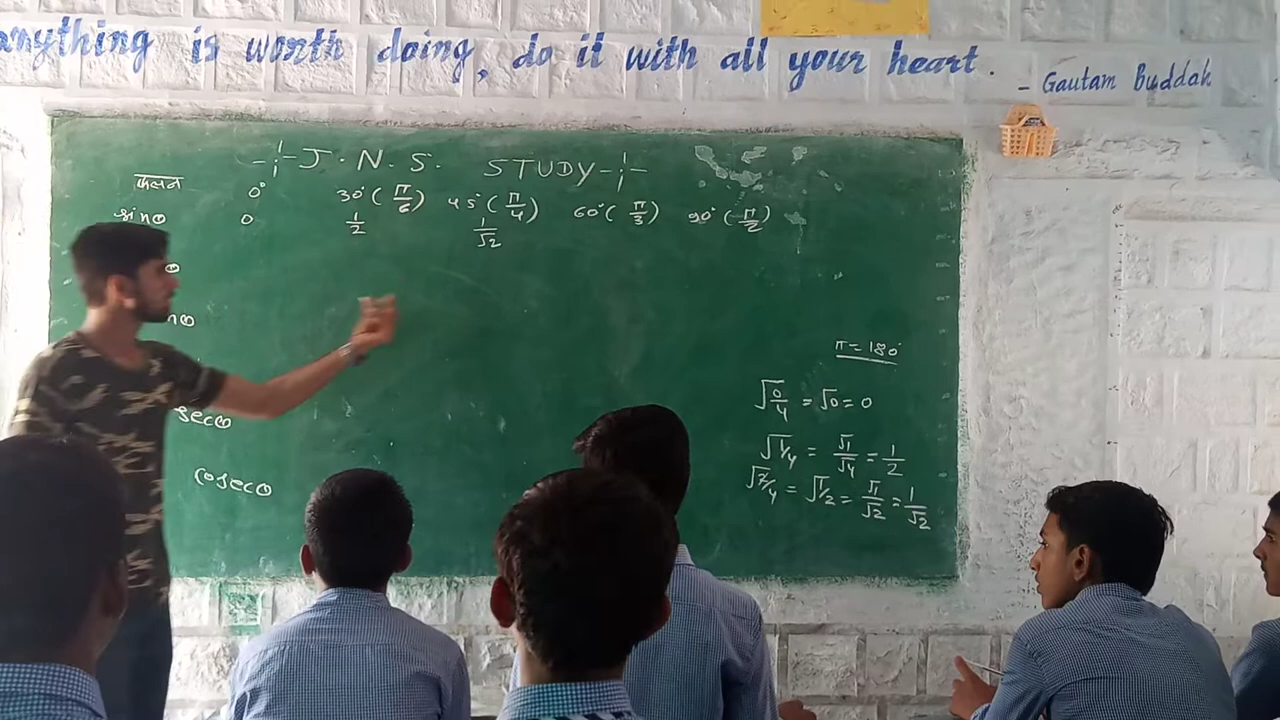 anything is worth doing, do it with all your heart.
- Gautam Buddah
-÷- J. N. S. STUDY -÷-
फलन 0° 30°(π/6) 45°(π/4) 60°(π/3) 90°(π/2)
sinθ 0 1/2 1/√2
θ
nθ
secθ
cosecθ
π = 180°
√0/4 = √0 = 0
√1/4 = √1/√4 = 1/2
√2/4 = √1/2 = √1/√2 = 1/√2